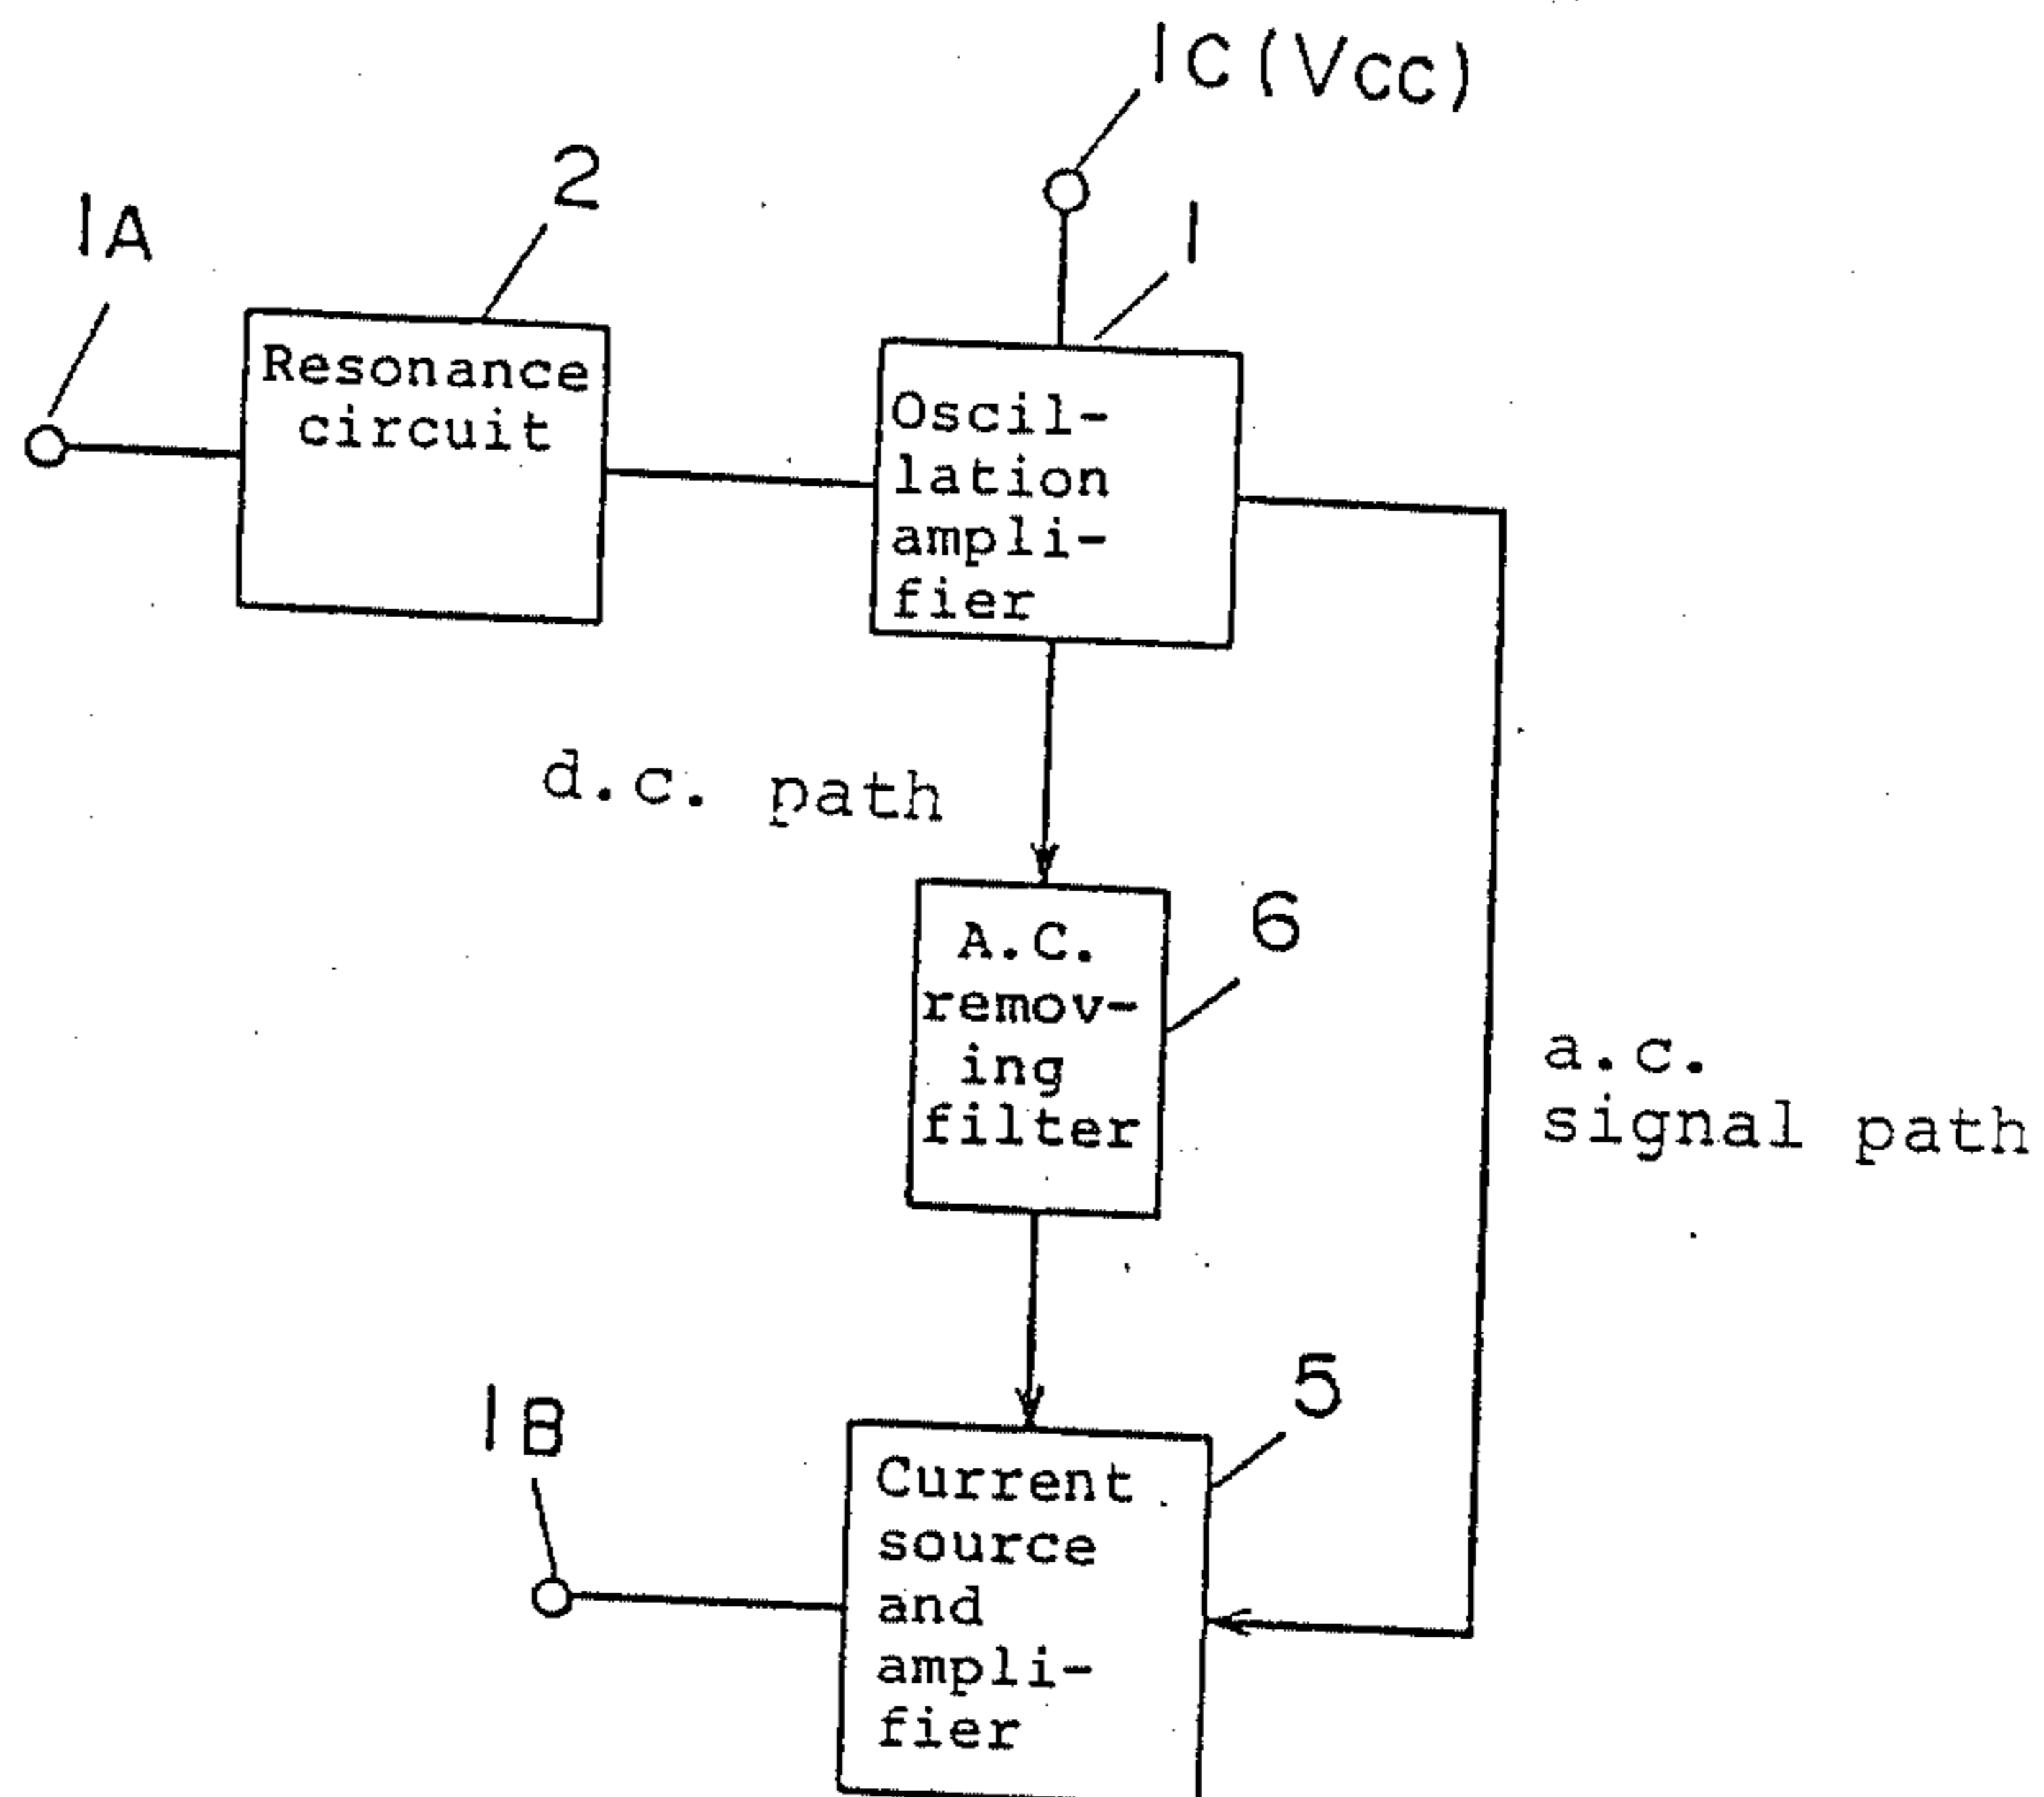 1C(VCC)
2
1
1A
Resonance
circuit
Oscil-
lation
ampli-
fier
d.c. path
A.C.
remov-
ing
filter
6
a.c.
signal path
1B
5
Current
source
and
ampli-
fier